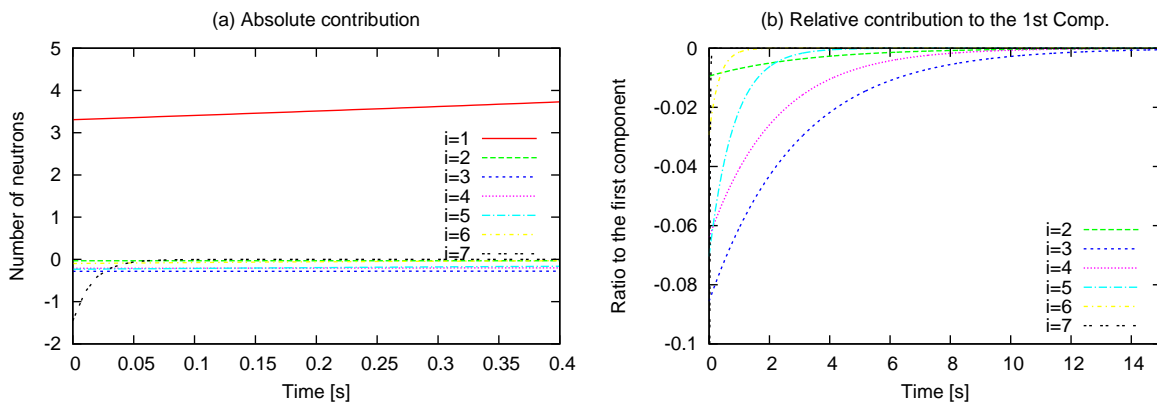 (a) Absolute contribution
Number of neutrons
5
4
3
2
1
0
-1
-2
i=1
i=2
i=3
i=4
i=5
i=6
i=7
0 0.05 0.1 0.15 0.2 0.25 0.3 0.35 0.4
Time [s]
(b) Relative contribution to the 1st Comp.
Ratio to the first component
0
-0.02
-0.04
-0.06
-0.08
-0.1
i=2
i=3
i=4
i=5
i=6
i=7
0 2 4 6 8 10 12 14
Time [s]